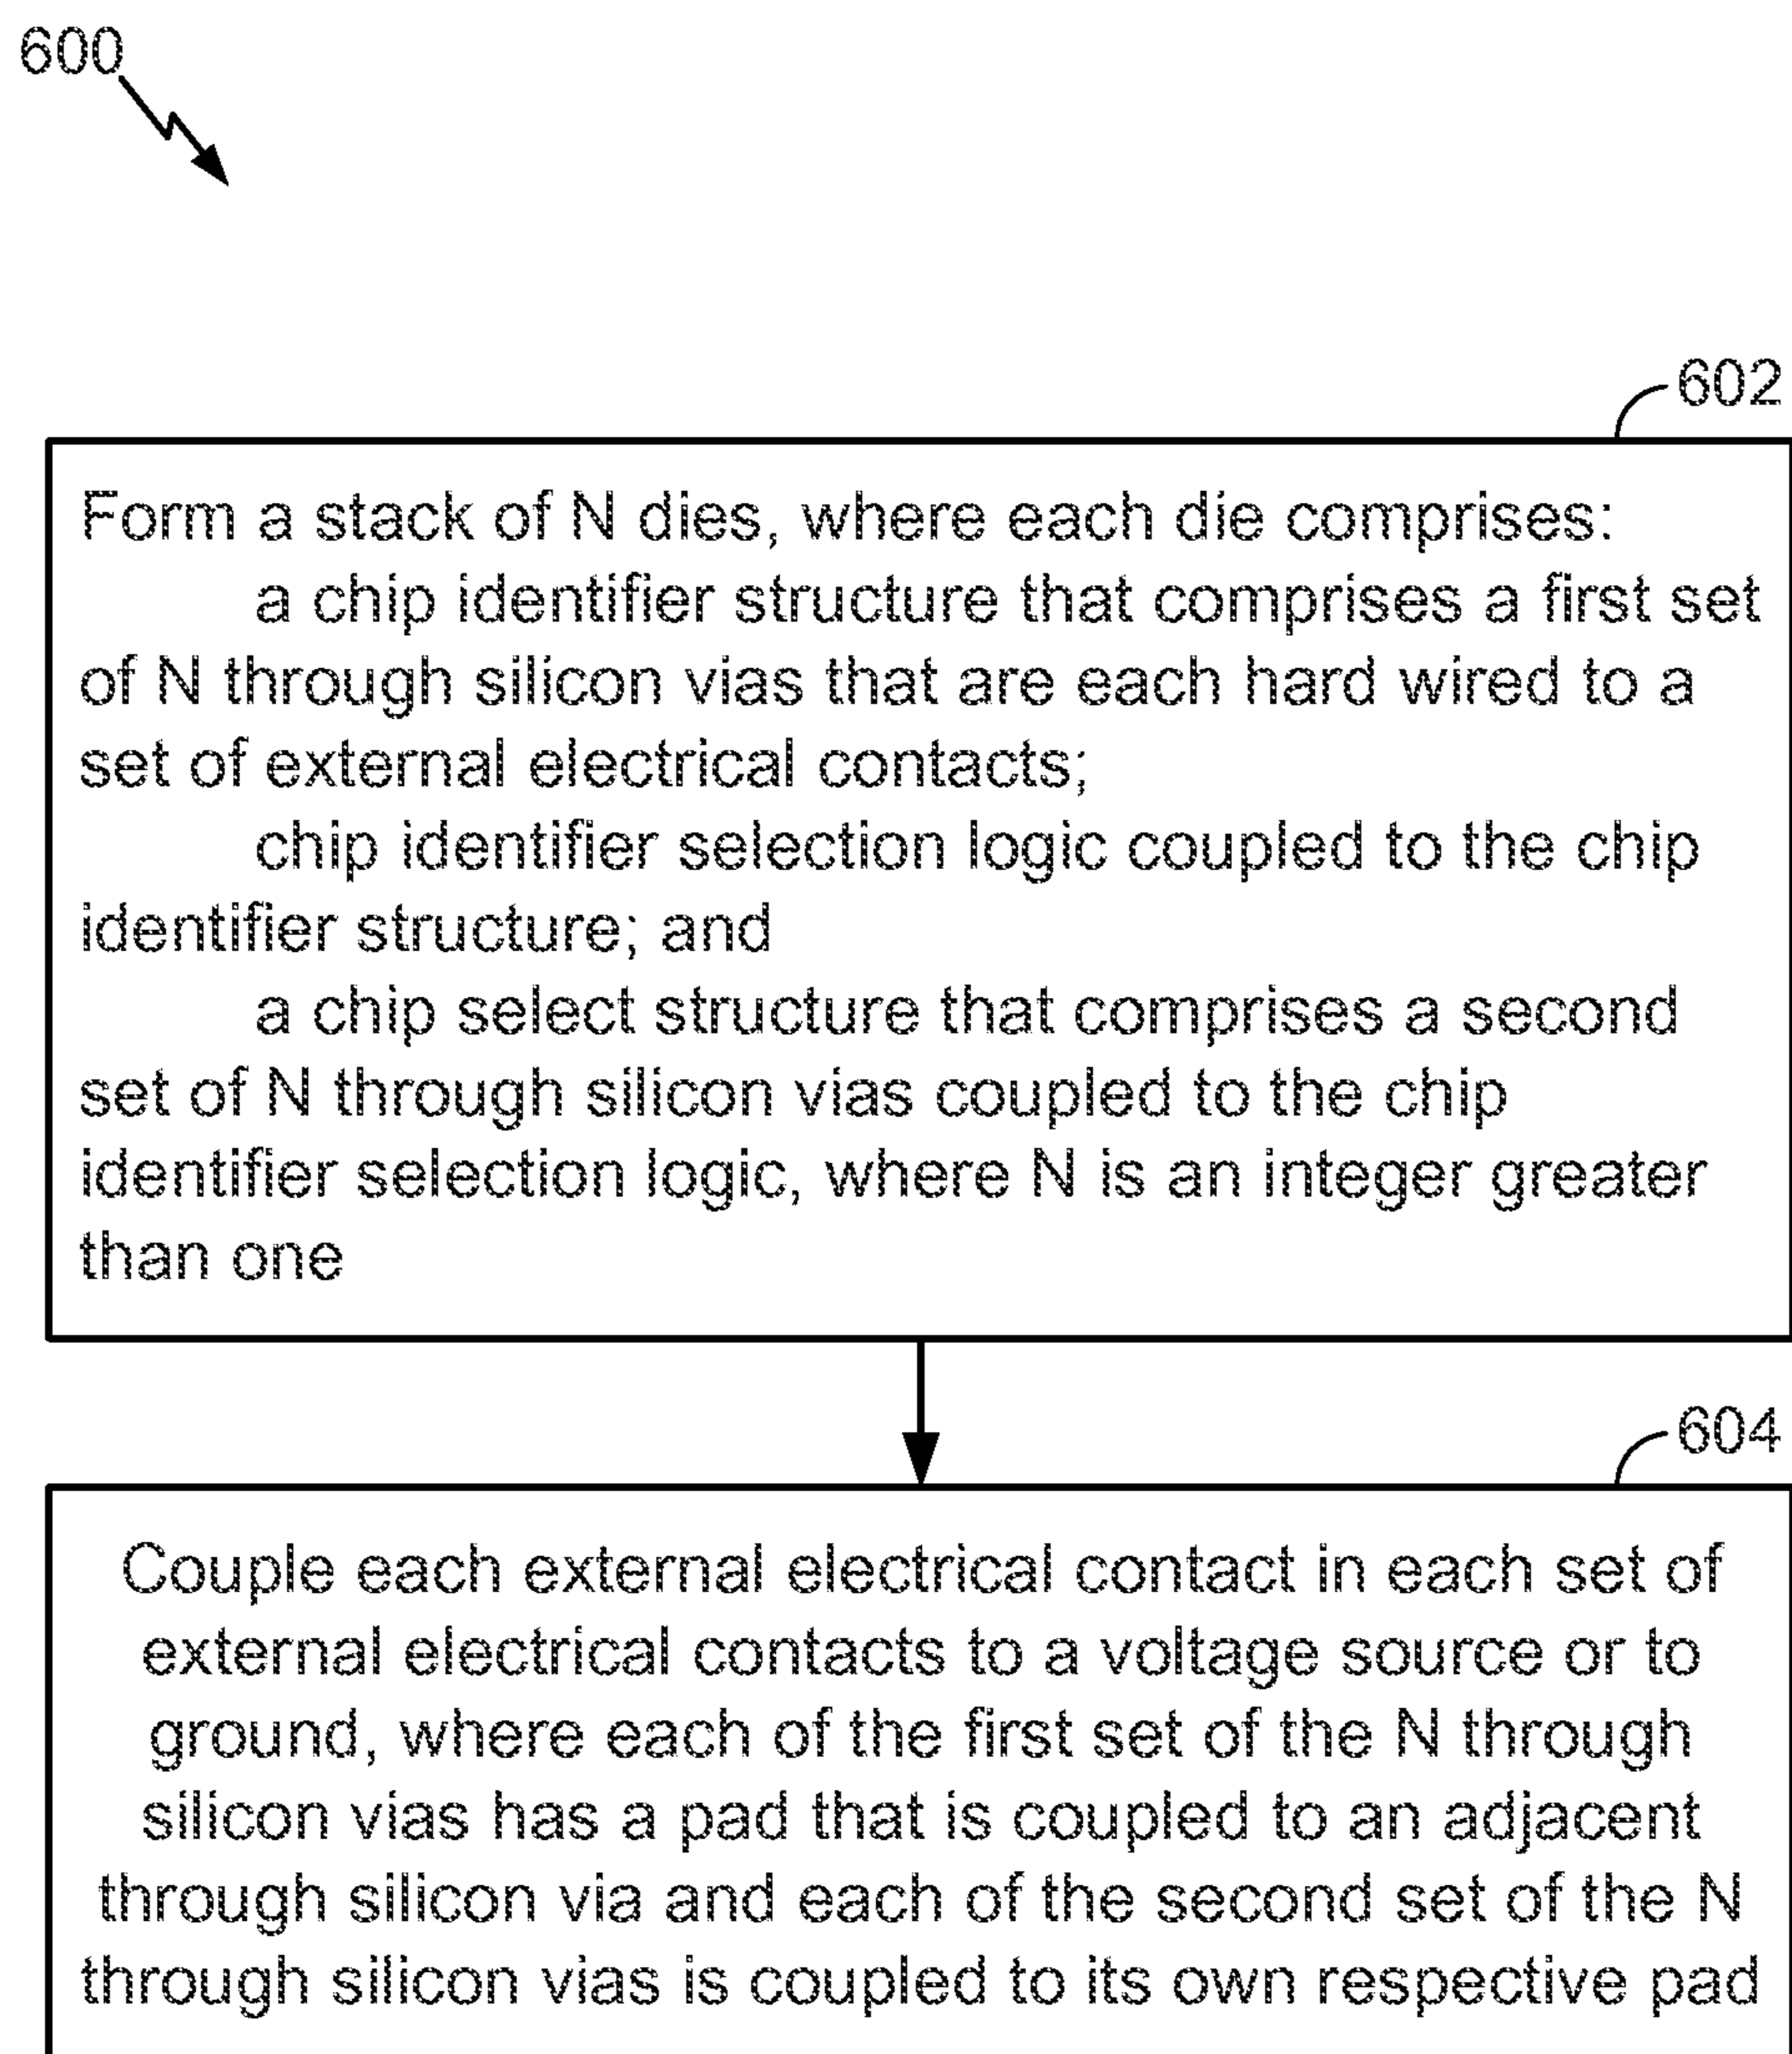 600
602
Form a stack of N dies, where each die comprises:
a chip identifier structure that comprises a first set
of N through silicon vias that are each hard wired to a
set of external electrical contacts;
chip identifier selection logic coupled to the chip
identifier structure; and
a chip select structure that comprises a second
set of N through silicon vias coupled to the chip
identifier selection logic, where N is an integer greater
than one
604
Couple each external electrical contact in each set of
external electrical contacts to a voltage source or to
ground, where each of the first set of the N through
silicon vias has a pad that is coupled to an adjacent
through silicon via and each of the second set of the N
through silicon vias is coupled to its own respective pad